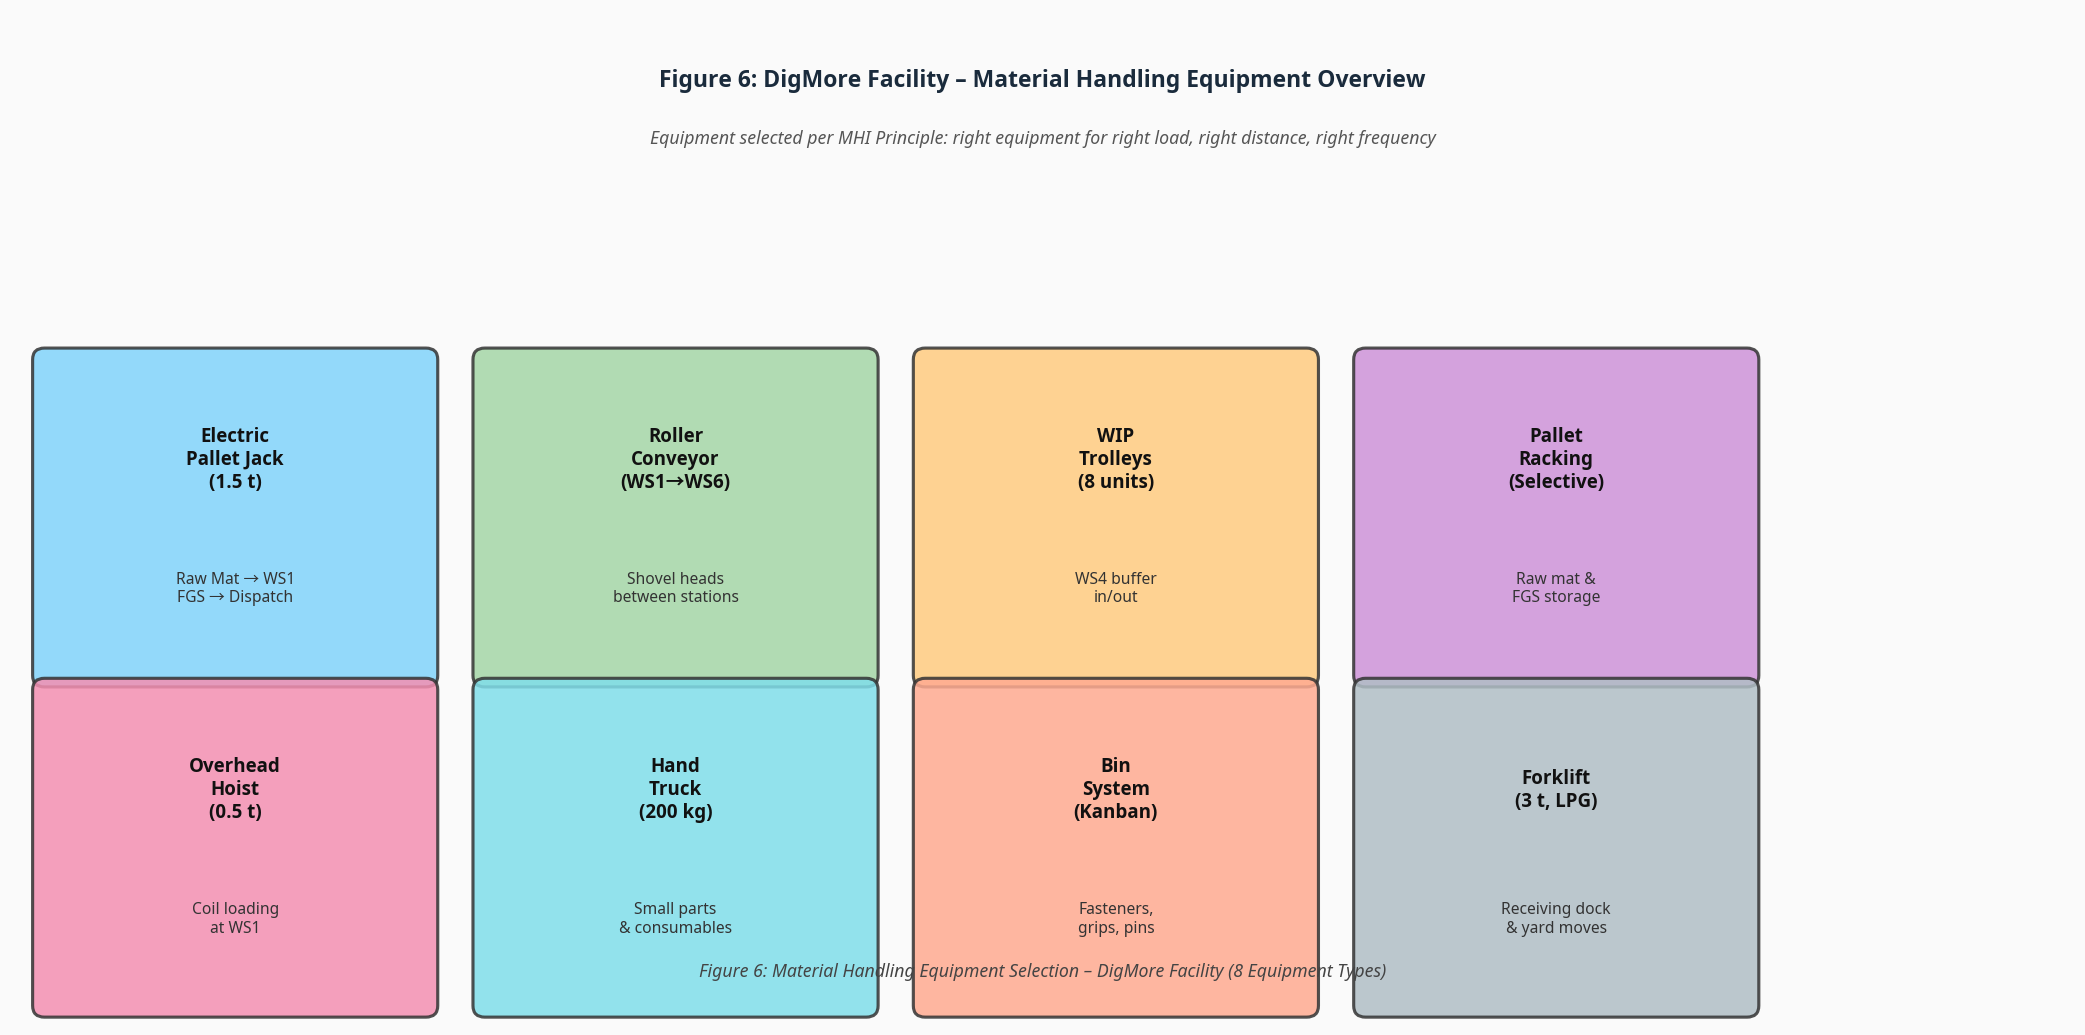 Figure 6: DigMore Facility – Material Handling Equipment Overview
Equipment selected per MHI Principle: right equipment for right load, right distance, right frequency
Electric
Pallet Jack
(1.5 t)
Raw Mat → WS1
FGS → Dispatch
Roller
Conveyor
(WS1→WS6)
Shovel heads
between stations
WIP
Trolleys
(8 units)
WS4 buffer
in/out
Pallet
Racking
(Selective)
Raw mat &
FGS storage
Overhead
Hoist
(0.5 t)
Coil loading
at WS1
Hand
Truck
(200 kg)
Small parts
& consumables
Bin
System
(Kanban)
Fasteners,
grips, pins
Forklift
(3 t, LPG)
Receiving dock
& yard moves
Figure 6: Material Handling Equipment Selection – DigMore Facility (8 Equipment Types)